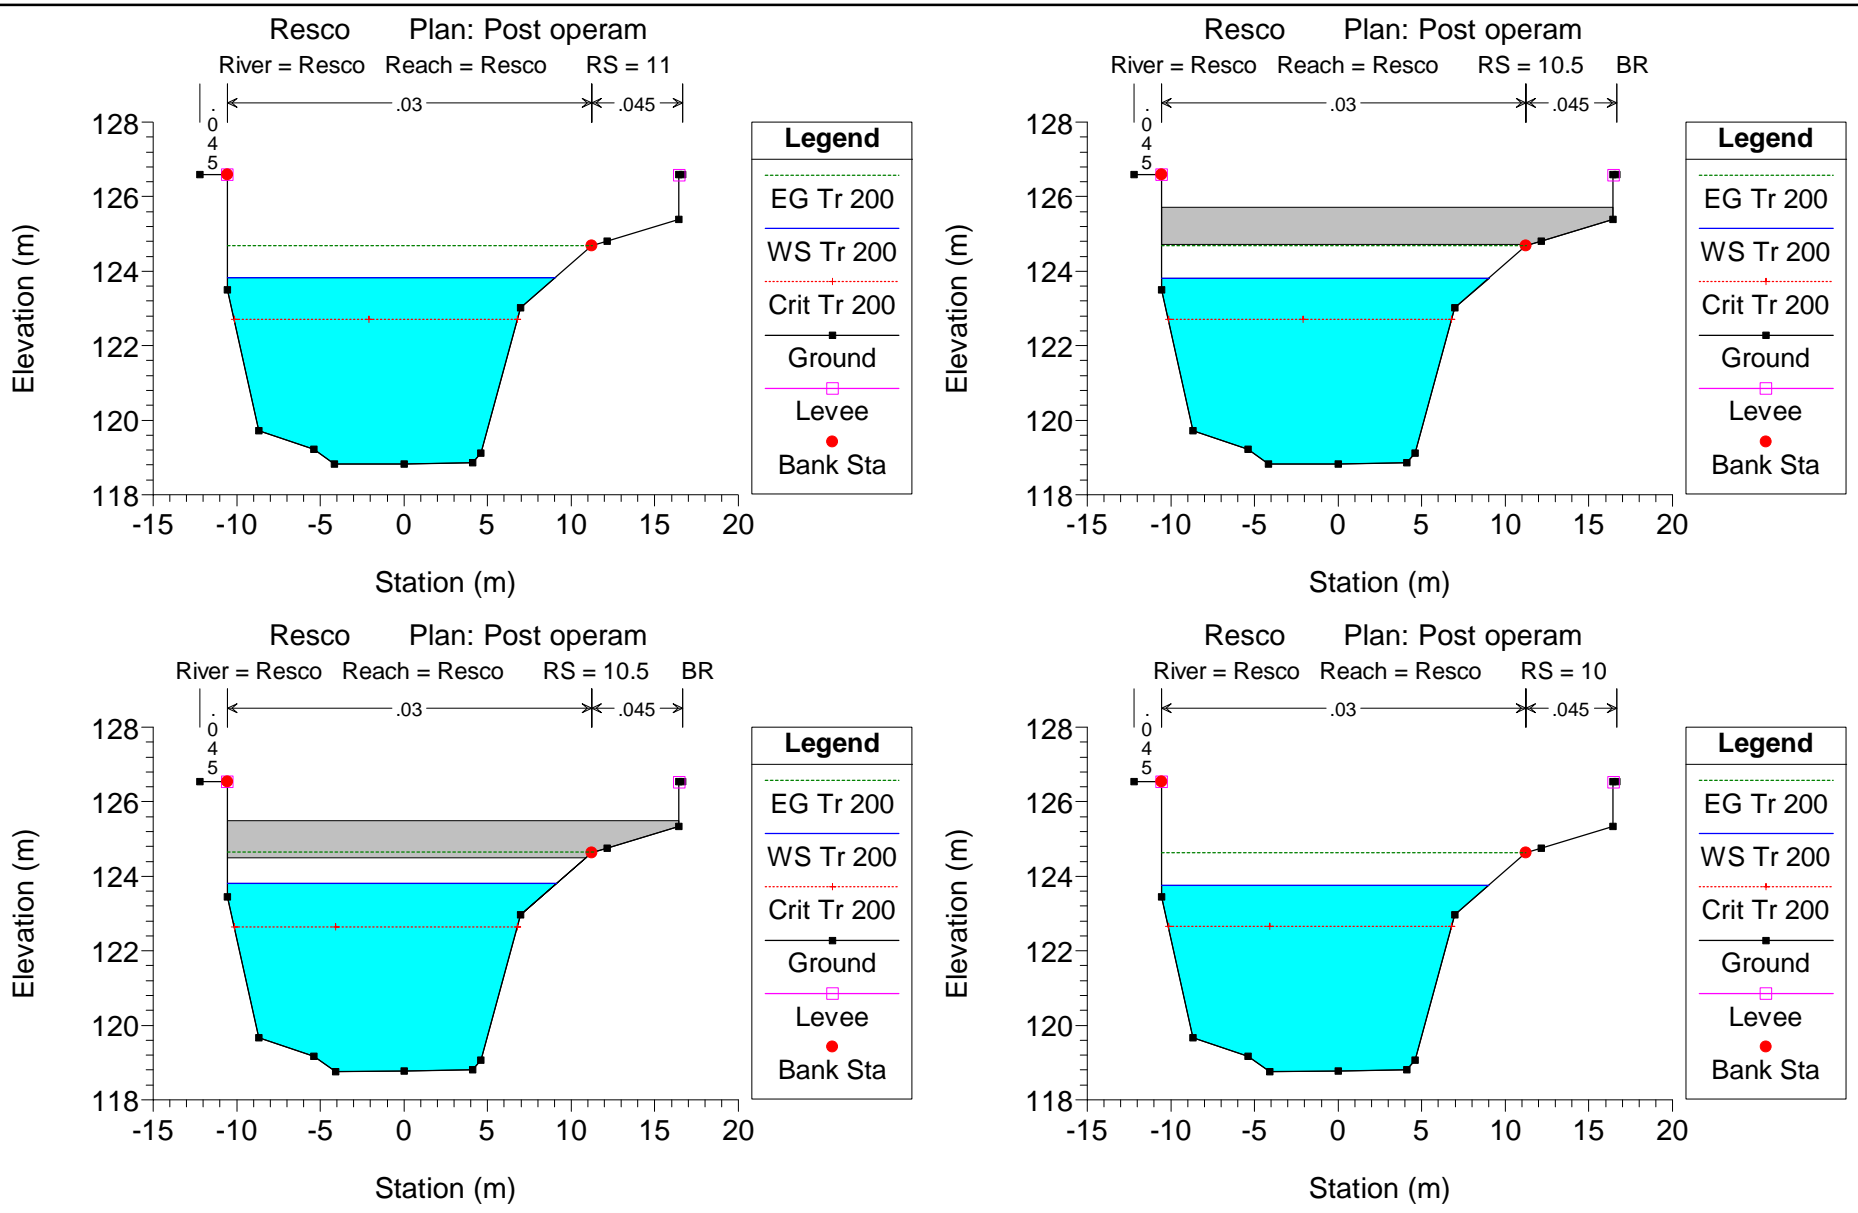 Resco Plan: Post operam
River = Resco Reach = Resco RS = 11
.045
.03
.045
128
126
124
122
120
118
-15 -10 -5 0 5 10 15 20
Elevation (m)
Station (m)
Legend
EG Tr 200
WS Tr 200
Crit Tr 200
Ground
Levee
Bank Sta
Resco Plan: Post operam
River = Resco Reach = Resco RS = 10.5 BR
.045
.03
.045
128
126
124
122
120
118
-15 -10 -5 0 5 10 15 20
Elevation (m)
Station (m)
Legend
EG Tr 200
WS Tr 200
Crit Tr 200
Ground
Levee
Bank Sta
Resco Plan: Post operam
River = Resco Reach = Resco RS = 10.5 BR
.045
.03
.045
128
126
124
122
120
118
-15 -10 -5 0 5 10 15 20
Elevation (m)
Station (m)
Legend
EG Tr 200
WS Tr 200
Crit Tr 200
Ground
Levee
Bank Sta
Resco Plan: Post operam
River = Resco Reach = Resco RS = 10
.045
.03
.045
128
126
124
122
120
118
-15 -10 -5 0 5 10 15 20
Elevation (m)
Station (m)
Legend
EG Tr 200
WS Tr 200
Crit Tr 200
Ground
Levee
Bank Sta